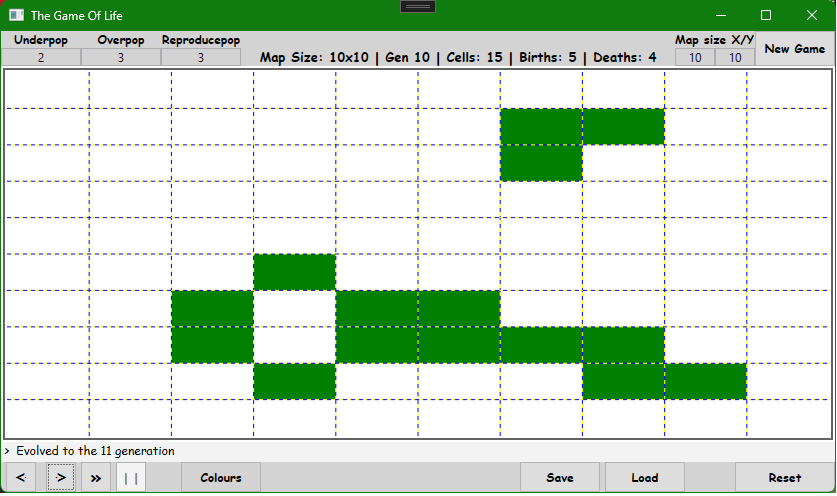 The Game Of Life
Underpop Overpop Reproducepop Map size X/Y
2 3 3 Map Size: 10x10 | Gen 10 | Cells: 15 | Births: 5 | Deaths: 4 10 10 New Game
> Evolved to the 11 generation
< > » || Colours Save Load Reset